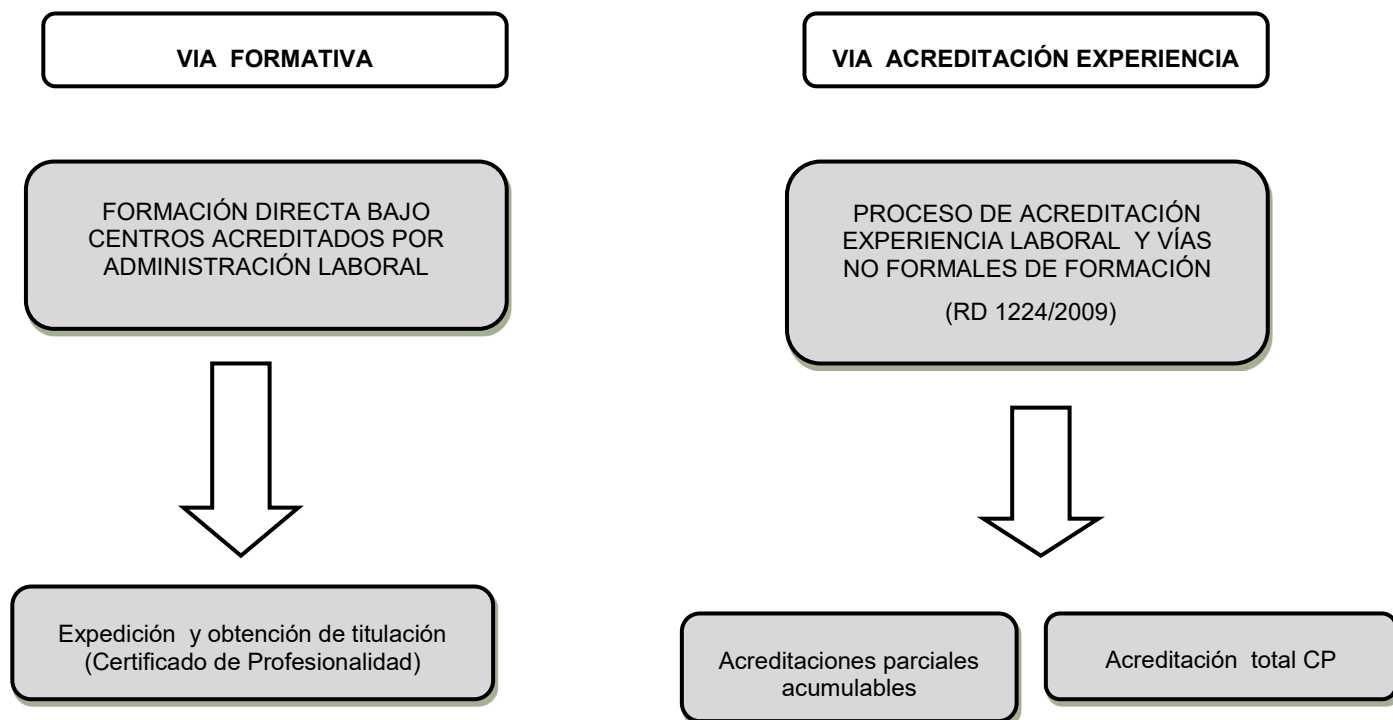 VIA FORMATIVA
FORMACIÓN DIRECTA BAJO
CENTROS ACREDITADOS POR
ADMINISTRACIÓN LABORAL
Expedición y obtención de titulación
(Certificado de Profesionalidad)
VIA ACREDITACIÓN EXPERIENCIA
PROCESO DE ACREDITACIÓN
EXPERIENCIA LABORAL Y VÍAS
NO FORMALES DE FORMACIÓN
(RD 1224/2009)
Acreditaciones parciales
acumulables
Acreditación total CP